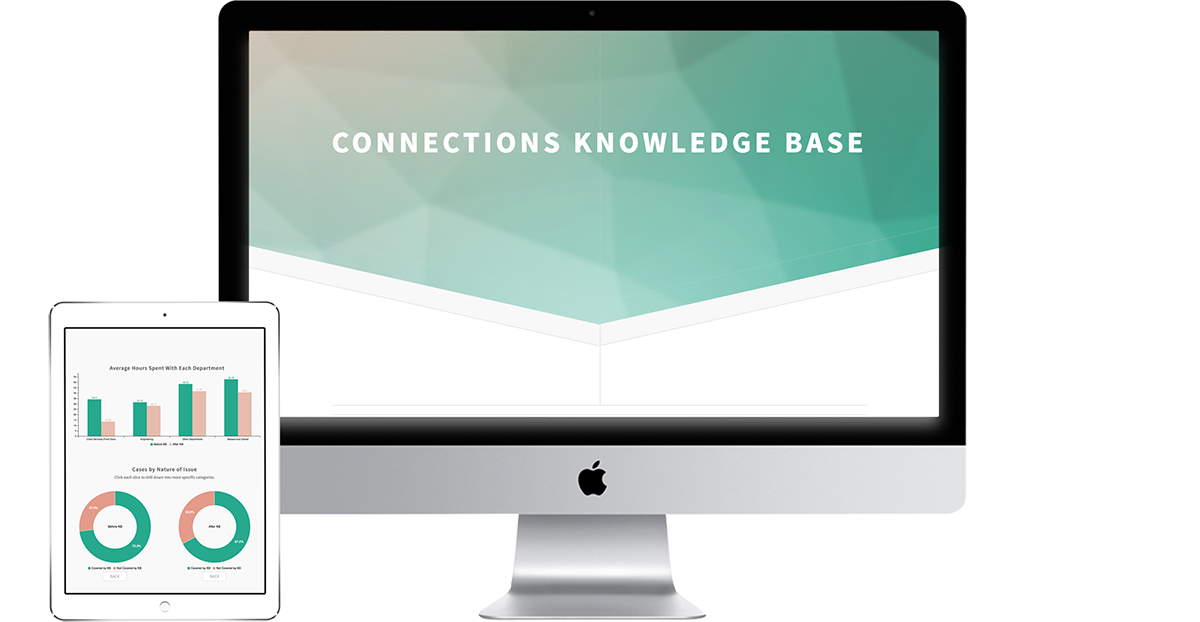 CONNECTIONS KNOWLEDGE BASE
Average Hours Spent With Each Department
Engineering
Before KB After KB
Cases by Nature of Issue
Click each slice to drill down into more specific categories.
Before KB
After KB
Covered by KB Not Covered by KB
Covered by KB Not Covered by KB
BACK
BACK